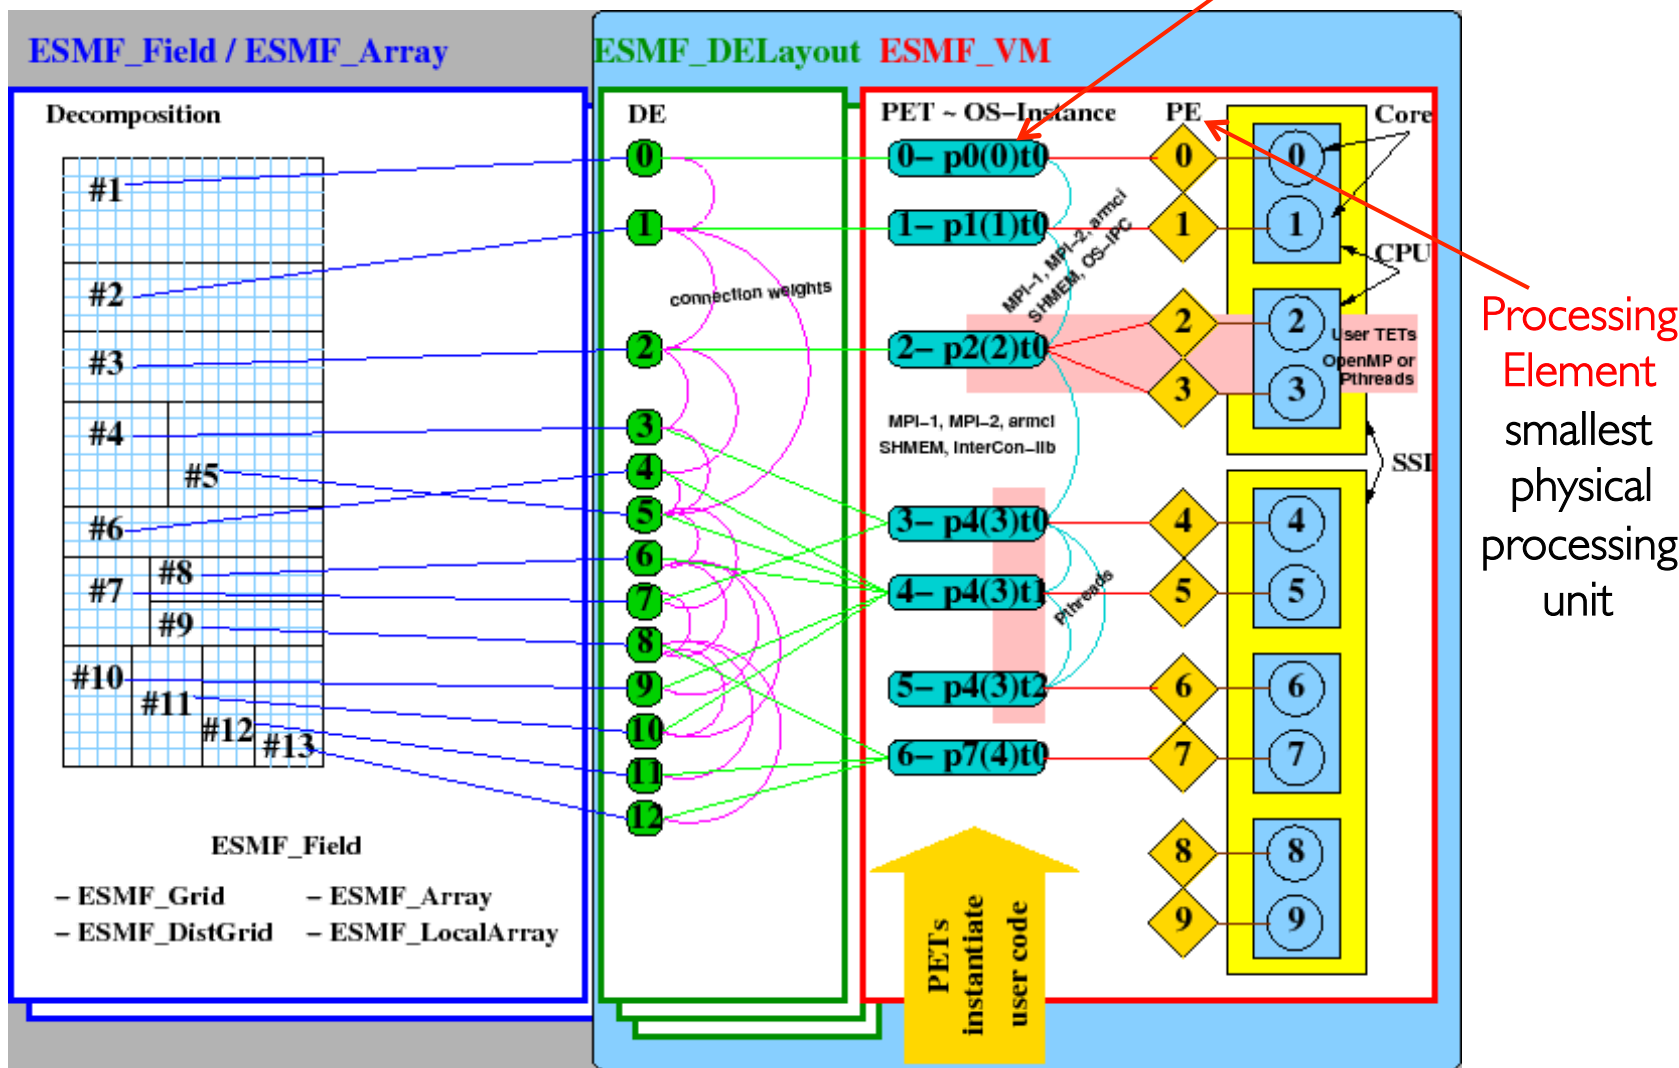 ESMF_Field / ESMF_Array
ESMF_DELayout
ESMF_VM
Decomposition
#1
#2
#3
#4
#5
#6
#8
#7
#9
#10
#11
#12
#13
ESMF_Field
– ESMF_Grid
– ESMF_Array
– ESMF_DistGrid
– ESMF_LocalArray
DE
0
1
2
3
4
5
6
7
8
9
10
11
12
connection weights
PET ~ OS–Instance
0– p0(0)t0
1– p1(1)t0
2– p2(2)t0
3– p4(3)t0
4– p4(3)t1
5– p4(3)t2
6– p7(4)t0
MPI–1, MPI–2, armci
SHMEM, OS–IPC
MPI–1, MPI–2, armci
SHMEM, InterCon–lib
Pthreads
PETs
instantiate
user code
PE
0
1
2
3
4
5
6
7
8
9
0
1
2
3
4
5
6
7
8
9
Core
CPU
User TETs
OpenMP or
Pthreads
SSI
Processing
Element
smallest
physical
processing
unit